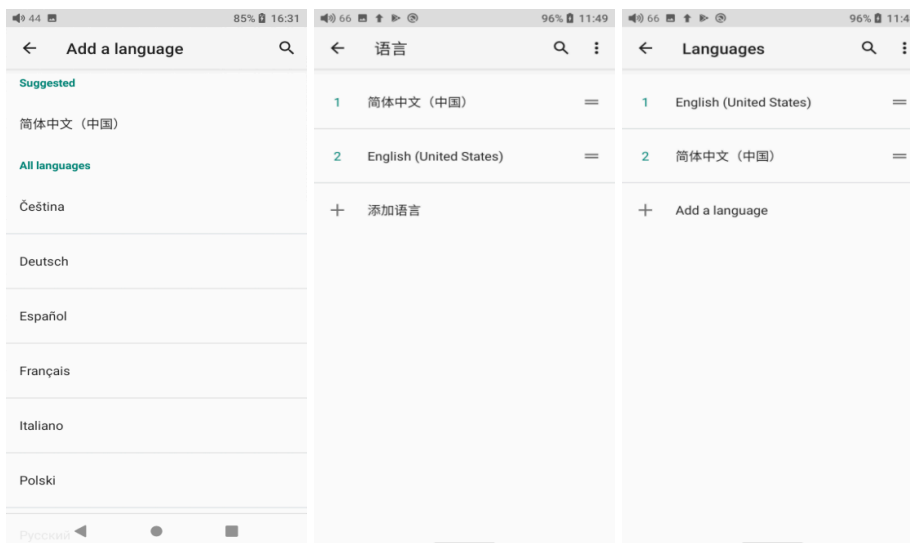 44 85% 16:31
Add a language
Suggested
简体中文（中国）
All languages
Čeština
Deutsch
Español
Français
Italiano
Polski
Русский
66 96% 11:49
语言
1 简体中文（中国）
2 English (United States)
添加语言
66 96% 11:4
Languages
1 English (United States)
2 简体中文（中国）
Add a language